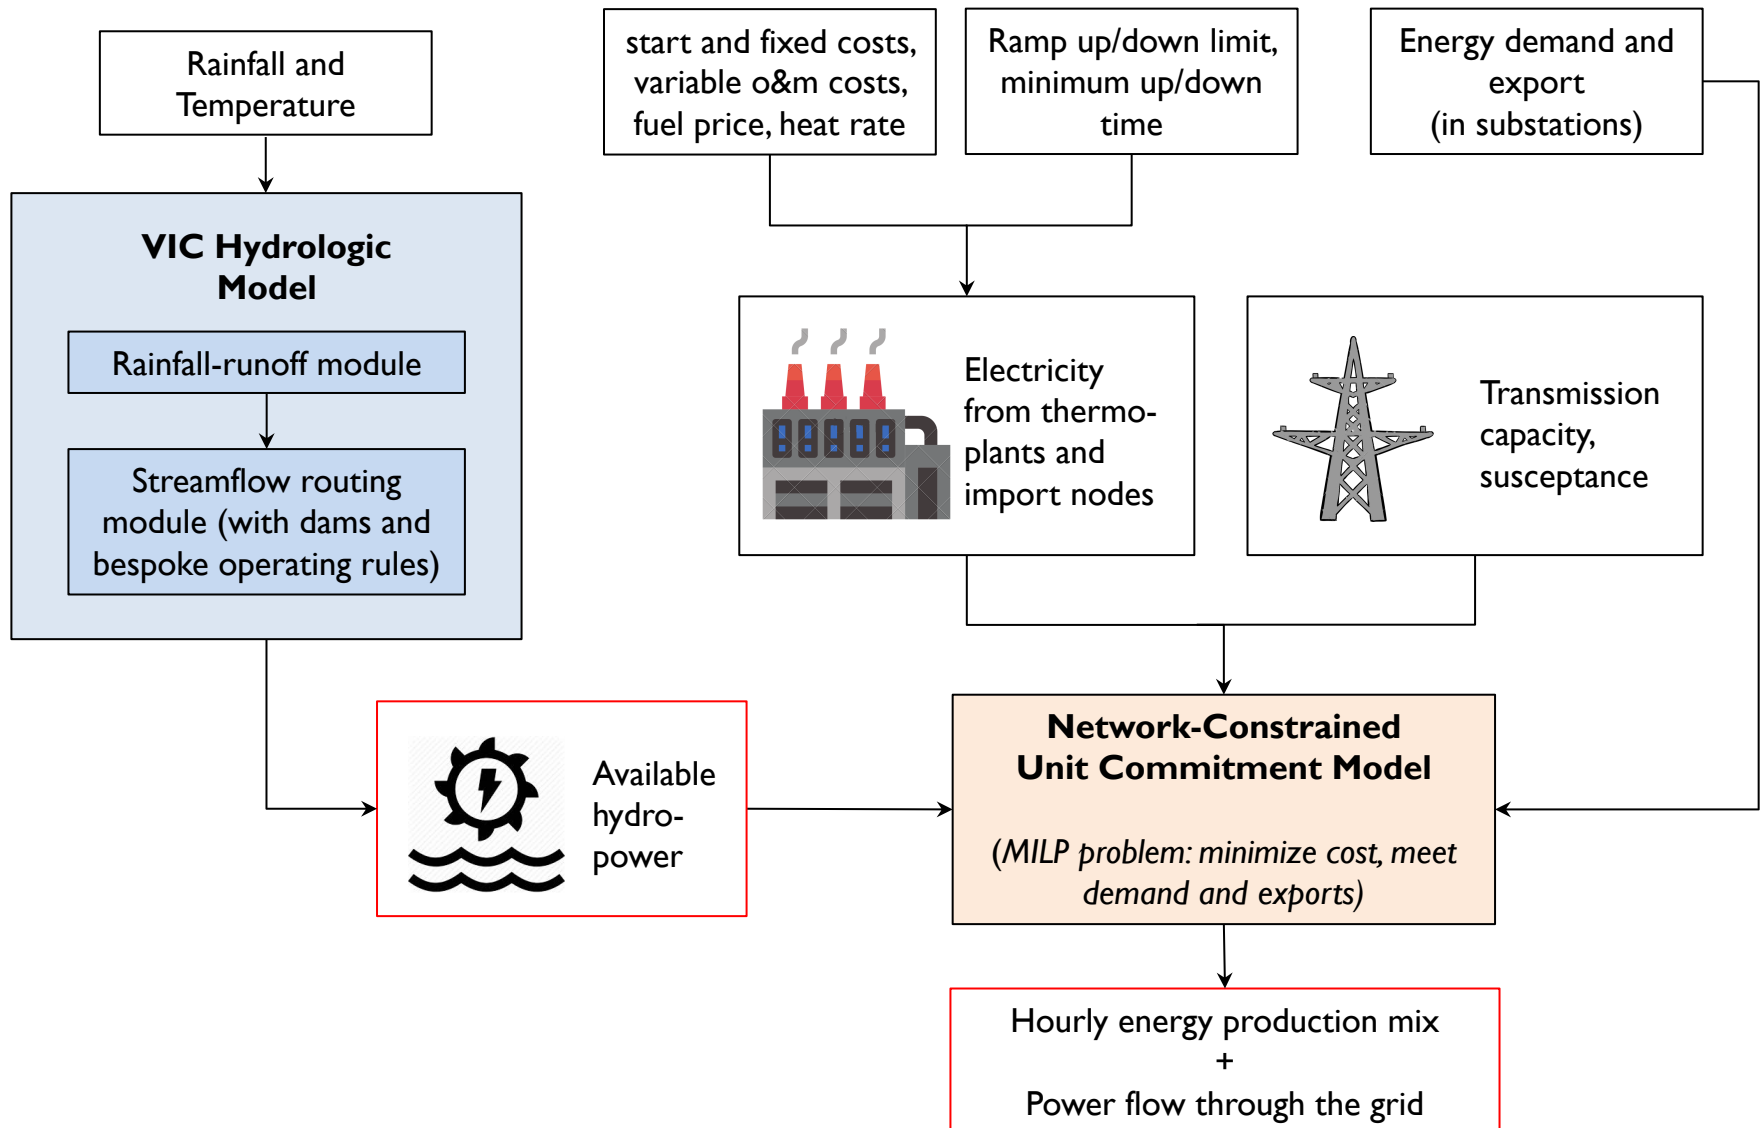 Rainfall and
Temperature
start and fixed costs,
variable o&m costs,
fuel price, heat rate
Ramp up/down limit,
minimum up/down
time
Energy demand and
export
(in substations)
VIC Hydrologic
Model
Rainfall-runoff module
Streamflow routing
module (with dams and
bespoke operating rules)
Electricity
from thermo-
plants and
import nodes
Transmission
capacity,
susceptance
Available
hydro-
power
Network-Constrained
Unit Commitment Model
(MILP problem: minimize cost, meet
demand and exports)
Hourly energy production mix
+
Power flow through the grid